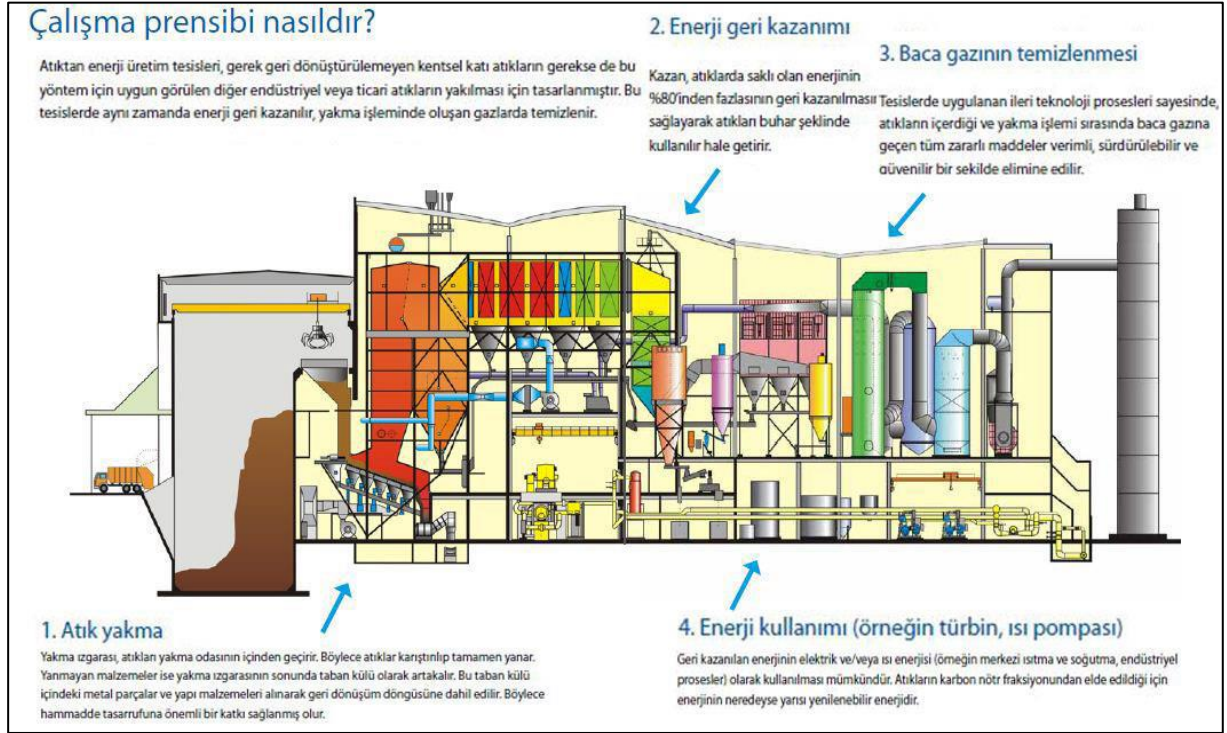 Çalışma prensibi nasıldır?
Atıktan enerji üretim tesisleri, gerek geri dönüştürülemeyen kentsel katı atıkların gerekse de bu
yöntem için uygun görülen diğer endüstriyel veya ticari atıkların yakılması için tasarlanmıştır. Bu
tesislerde aynı zamanda enerji geri kazanılır, yakma işleminde oluşan gazlarda temizlenir.
2. Enerji geri kazanımı
Kazan, atıklarda saklı olan enerjinin
%80'inden fazlasının geri kazanılması
sağlayarak atıkları buhar şeklinde
kullanılır hale getirir.
3. Baca gazının temizlenmesi
Tesislerde uygulanan ileri teknoloji prosesleri sayesinde,
atıkların içerdiği ve yakma işlemi sırasında baca gazına
geçen tüm zararlı maddeler verimli, sürdürülebilir ve
güvenilir bir sekilde elimine edilir.
1. Atık yakma
Yakma ızgarası, atıkları yakma odasının içinden geçirir. Böylece atıklar karıştırılıp tamamen yanar.
Yanmayan malzemeler ise yakma ızgarasının sonunda taban külü olarak artakalır. Bu taban külü
içindeki metal parçalar ve yapı malzemeleri alınarak geri dönüşüm döngüsüne dahil edilir. Böylece
hammadde tasarrufuna önemli bir katkı sağlanmış olur.
4. Enerji kullanımı (örneğin türbin, ısı pompası)
Geri kazanılan enerjinin elektrik ve/veya ısı enerjisi (örneğin merkezi ısıtma ve soğutma, endüstriyel
prosesler) olarak kullanılması mümkündür. Atıkların karbon nötr fraksiyonundan elde edildiği için
enerjinin neredeyse yarısı yenilenebilir enerjidir.